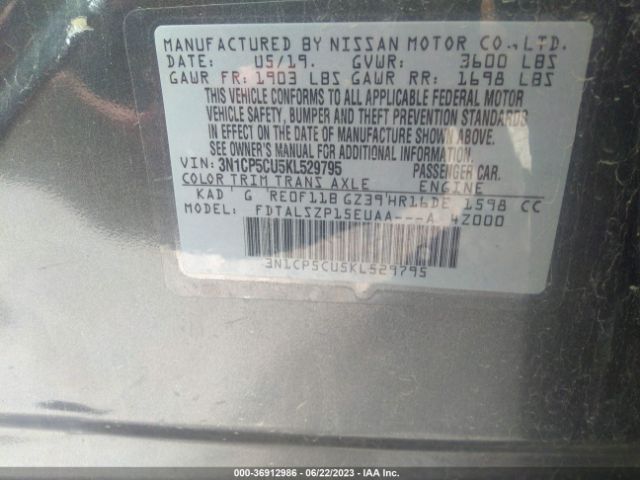 MANUFACTURED BY NISSAN MOTOR CO., LTD.
DATE: 05/19. GVWR: 3600 LBS
GAWR FR: 1903 LBS GAWR RR: 1698 LBS
THIS VEHICLE CONFORMS TO ALL APPLICABLE FEDERAL MOTOR
VEHICLE SAFETY, BUMPER AND THEFT PREVENTION STANDARDS
IN EFFECT ON THE DATE OF MANUFACTURE SHOWN ABOVE.
SEE OWNER'S MANUAL FOR ADDITIONAL INFORMATION
VIN: 3N1CP5CU5KL529795 PASSENGER CAR.
COLOR TRIM TRANS AXLE ENGINE
KAD G RE0F11B GZ39 HR16DE 1598 CC
MODEL: FDTALSZP15EUAA---A 4Z000
3N1CP5CU5KL529795
000-36912986 - 06/22/2023 - IAA Inc.